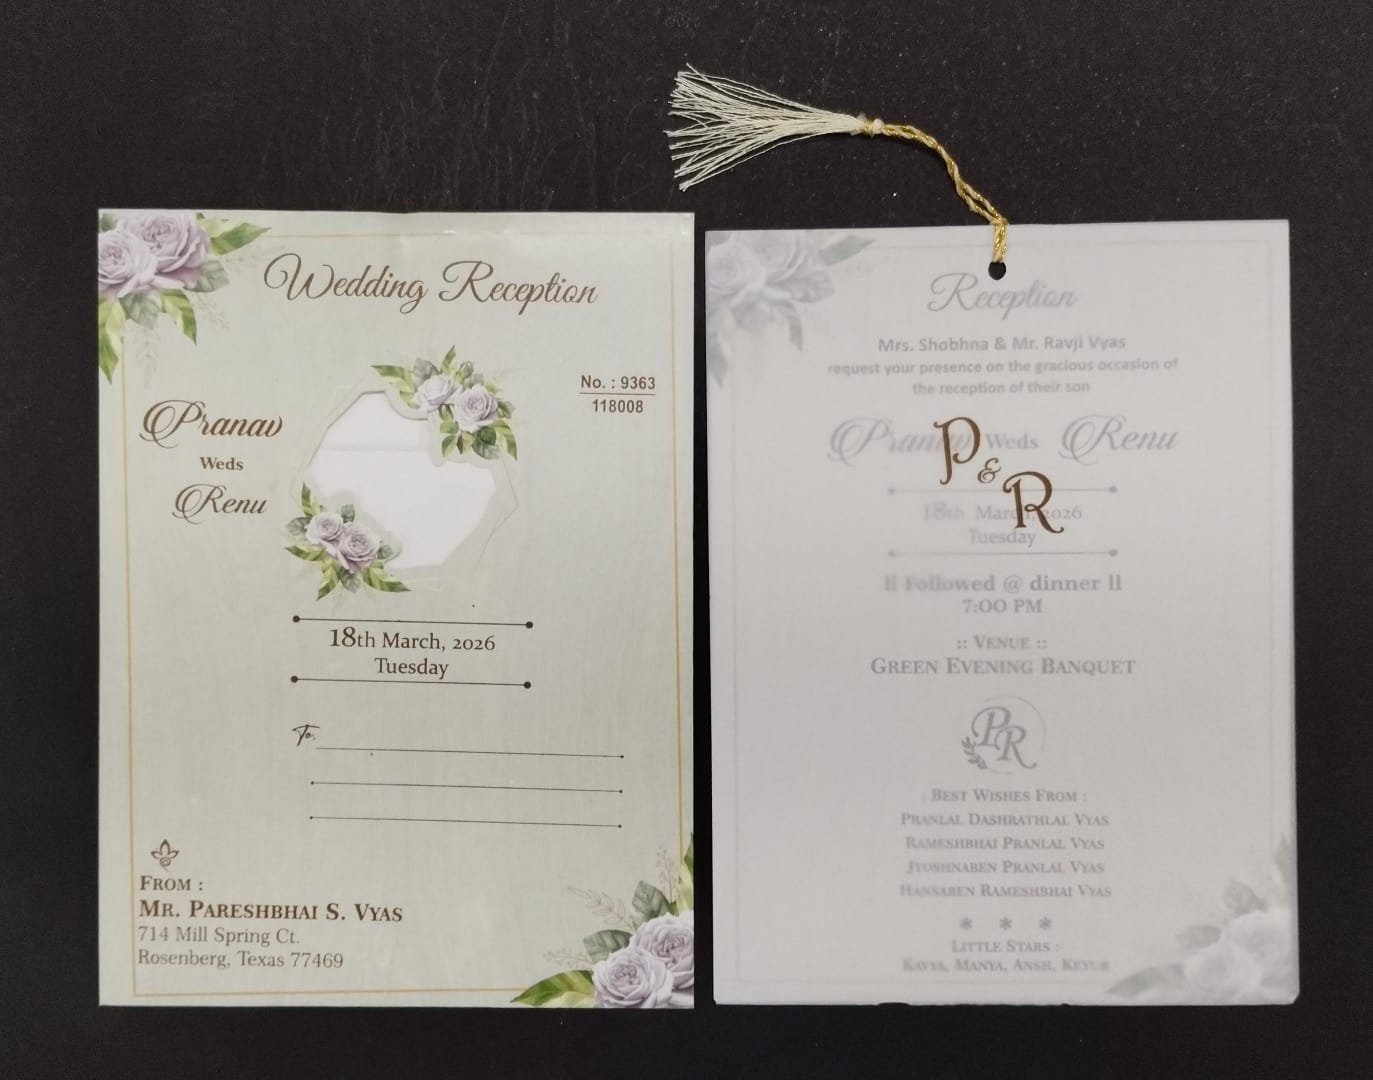 Wedding Reception
No. : 9363
118008
Pranav
Weds
Renu
18th March, 2026
Tuesday
To.
FROM :
MR. PARESHBHAI S. VYAS
714 Mill Spring Ct.
Rosenberg, Texas 77469
Reception
Mrs. Shobhna & Mr. Ravji Vyas
request your presence on the gracious occasion of
the reception of their son
Pranav Weds Renu
P & R
18th March, 2026
Tuesday
ll Followed @ dinner ll
7:00 PM
:: VENUE ::
GREEN EVENING BANQUET
PR
: BEST WISHES FROM :
PRANLAL DASHRATHLAL VYAS
RAMESHBHAI PRANLAL VYAS
JYOSHNABEN PRANLAL VYAS
HANSABEN RAMESHBHAI VYAS
* * *
LITTLE STARS :
KAVYA, MANYA, ANSH, KEYUR